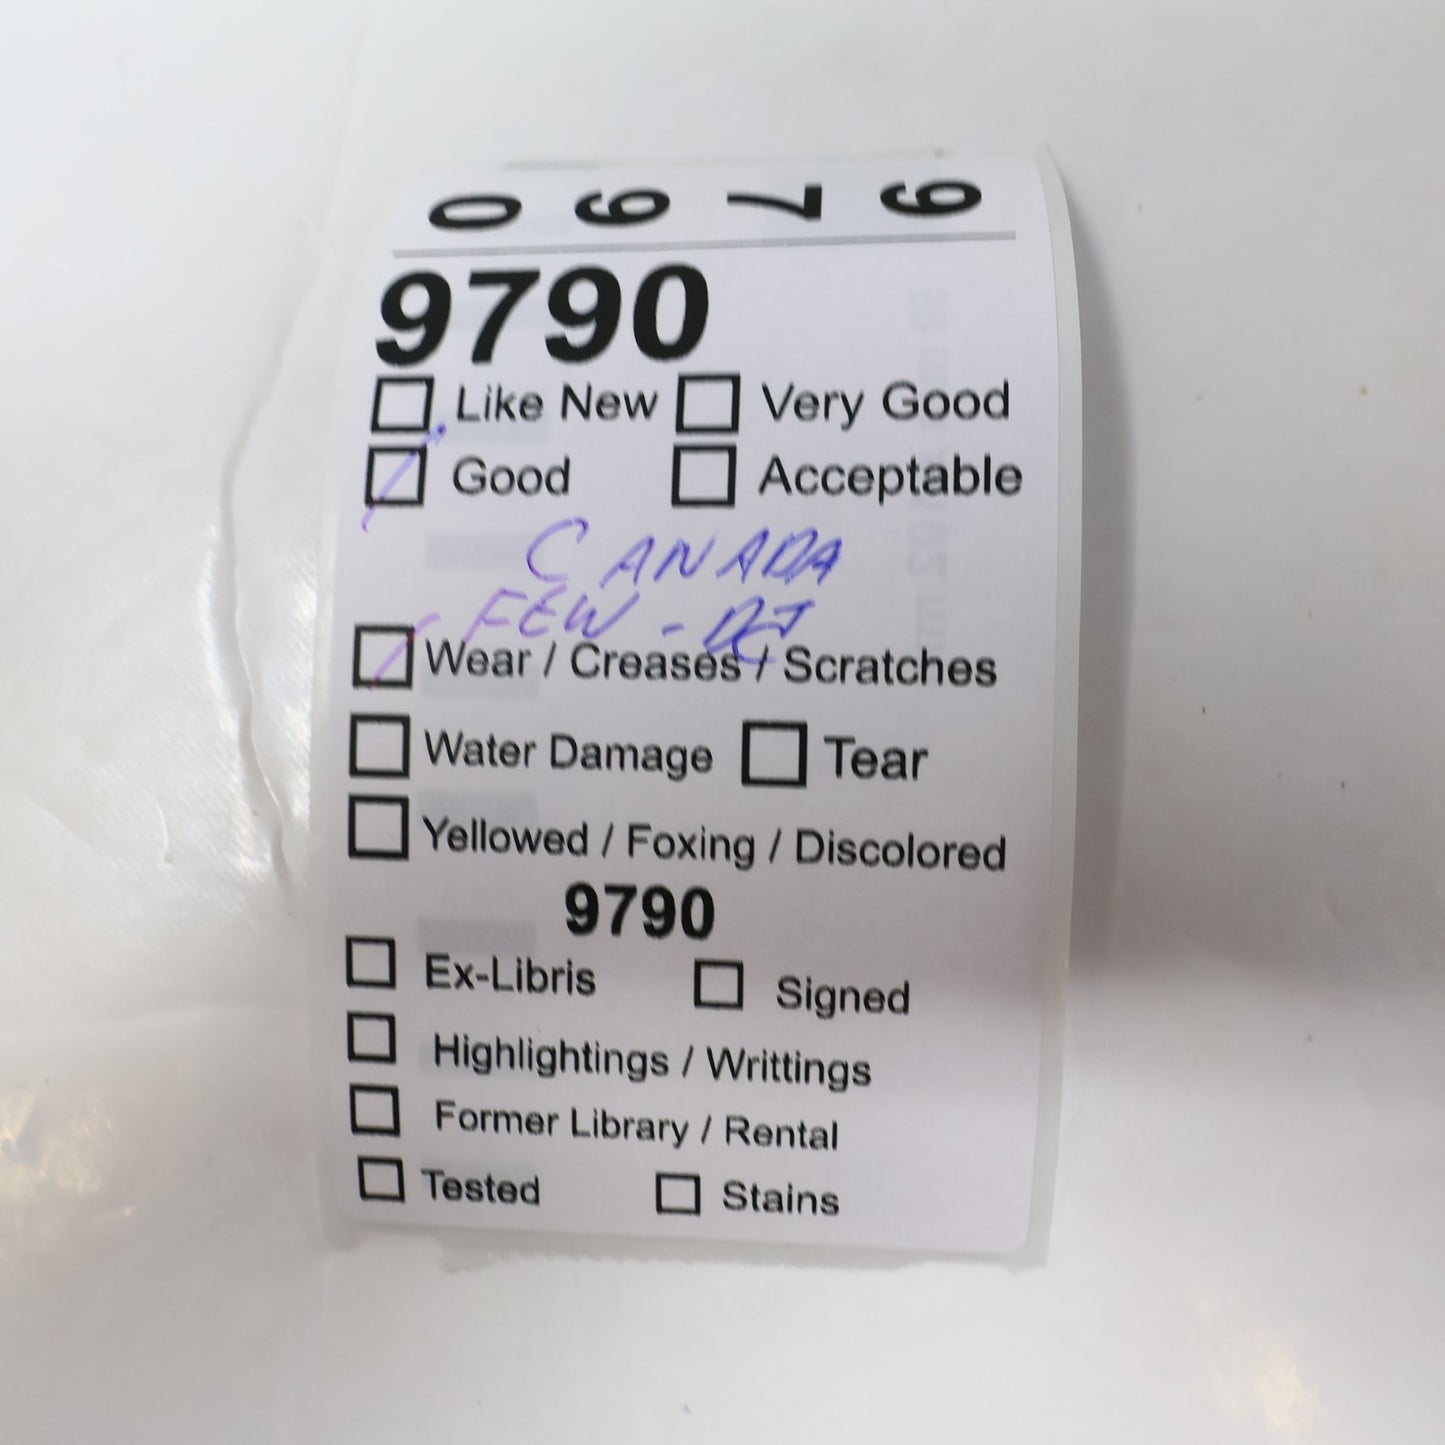 9790
9790
Like New Very Good
Good Acceptable
CANADA
FEW - DJ
Wear / Creases / Scratches
Water Damage Tear
Yellowed / Foxing / Discolored
9790
Ex-Libris Signed
Highlightings / Writtings
Former Library / Rental
Tested Stains